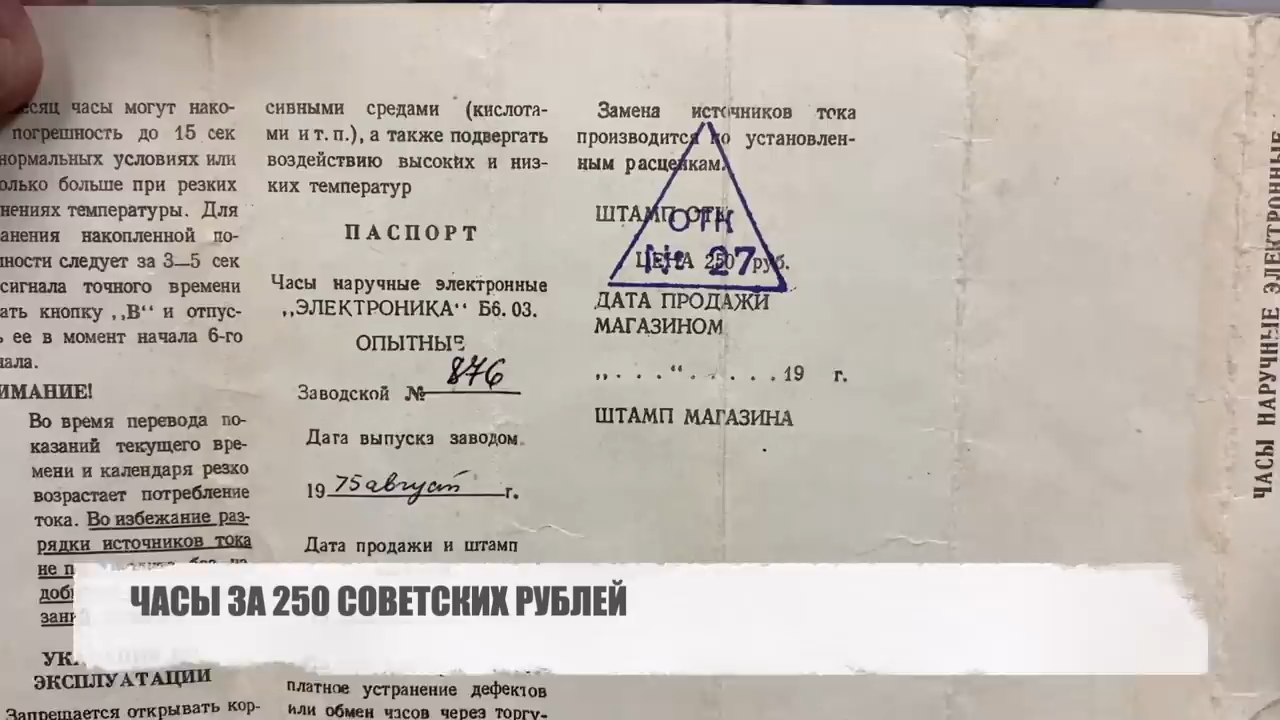 есяц часы могут нако-
погрешность до 15 сек
нормальных условиях или
олько больше при резких
нениях температуры. Для
анения накопленной по-
ности следует за 3—5 сек
сигнала точного времени
ать кнопку „В“ и отпус-
ь ее в момент начала 6-го
нала.
ИМАНИЕ!
Во время перевода по-
казаний текущего вре-
мени и календаря резко
возрастает потребление
тока. Во избежание раз-
рядки источников тока
не
доб
зани
ЭКСПЛУАТАЦИИ
Запрещается открывать кор-
сивными средами (кислота-
ми и т. п.), а также подвергать
воздействию высоких и низ-
ких температур
ПАСПОРТ
Часы наручные электронные
„ЭЛЕКТРОНИКА“ Б6. 03.
ОПЫТНЫЕ
Заводской № 876
Дата выпуска заводом
19 75 август г.
Дата продажи и штамп
платное устранение дефектов
или обмен часов через торгу-
Замена источников тока
производится по установлен-
ным расценкам.
ШТАМП ОТК
ОТК
ЦЕНА 250 руб.
№ 27
ДАТА ПРОДАЖИ
МАГАЗИНОМ
„ . . . “ . . . . . . 19 г.
ШТАМП МАГАЗИНА
ЧАСЫ НАРУЧНЫЕ ЭЛЕКТРОННЫЕ
ЧАСЫ ЗА 250 СОВЕТСКИХ РУБЛЕЙ